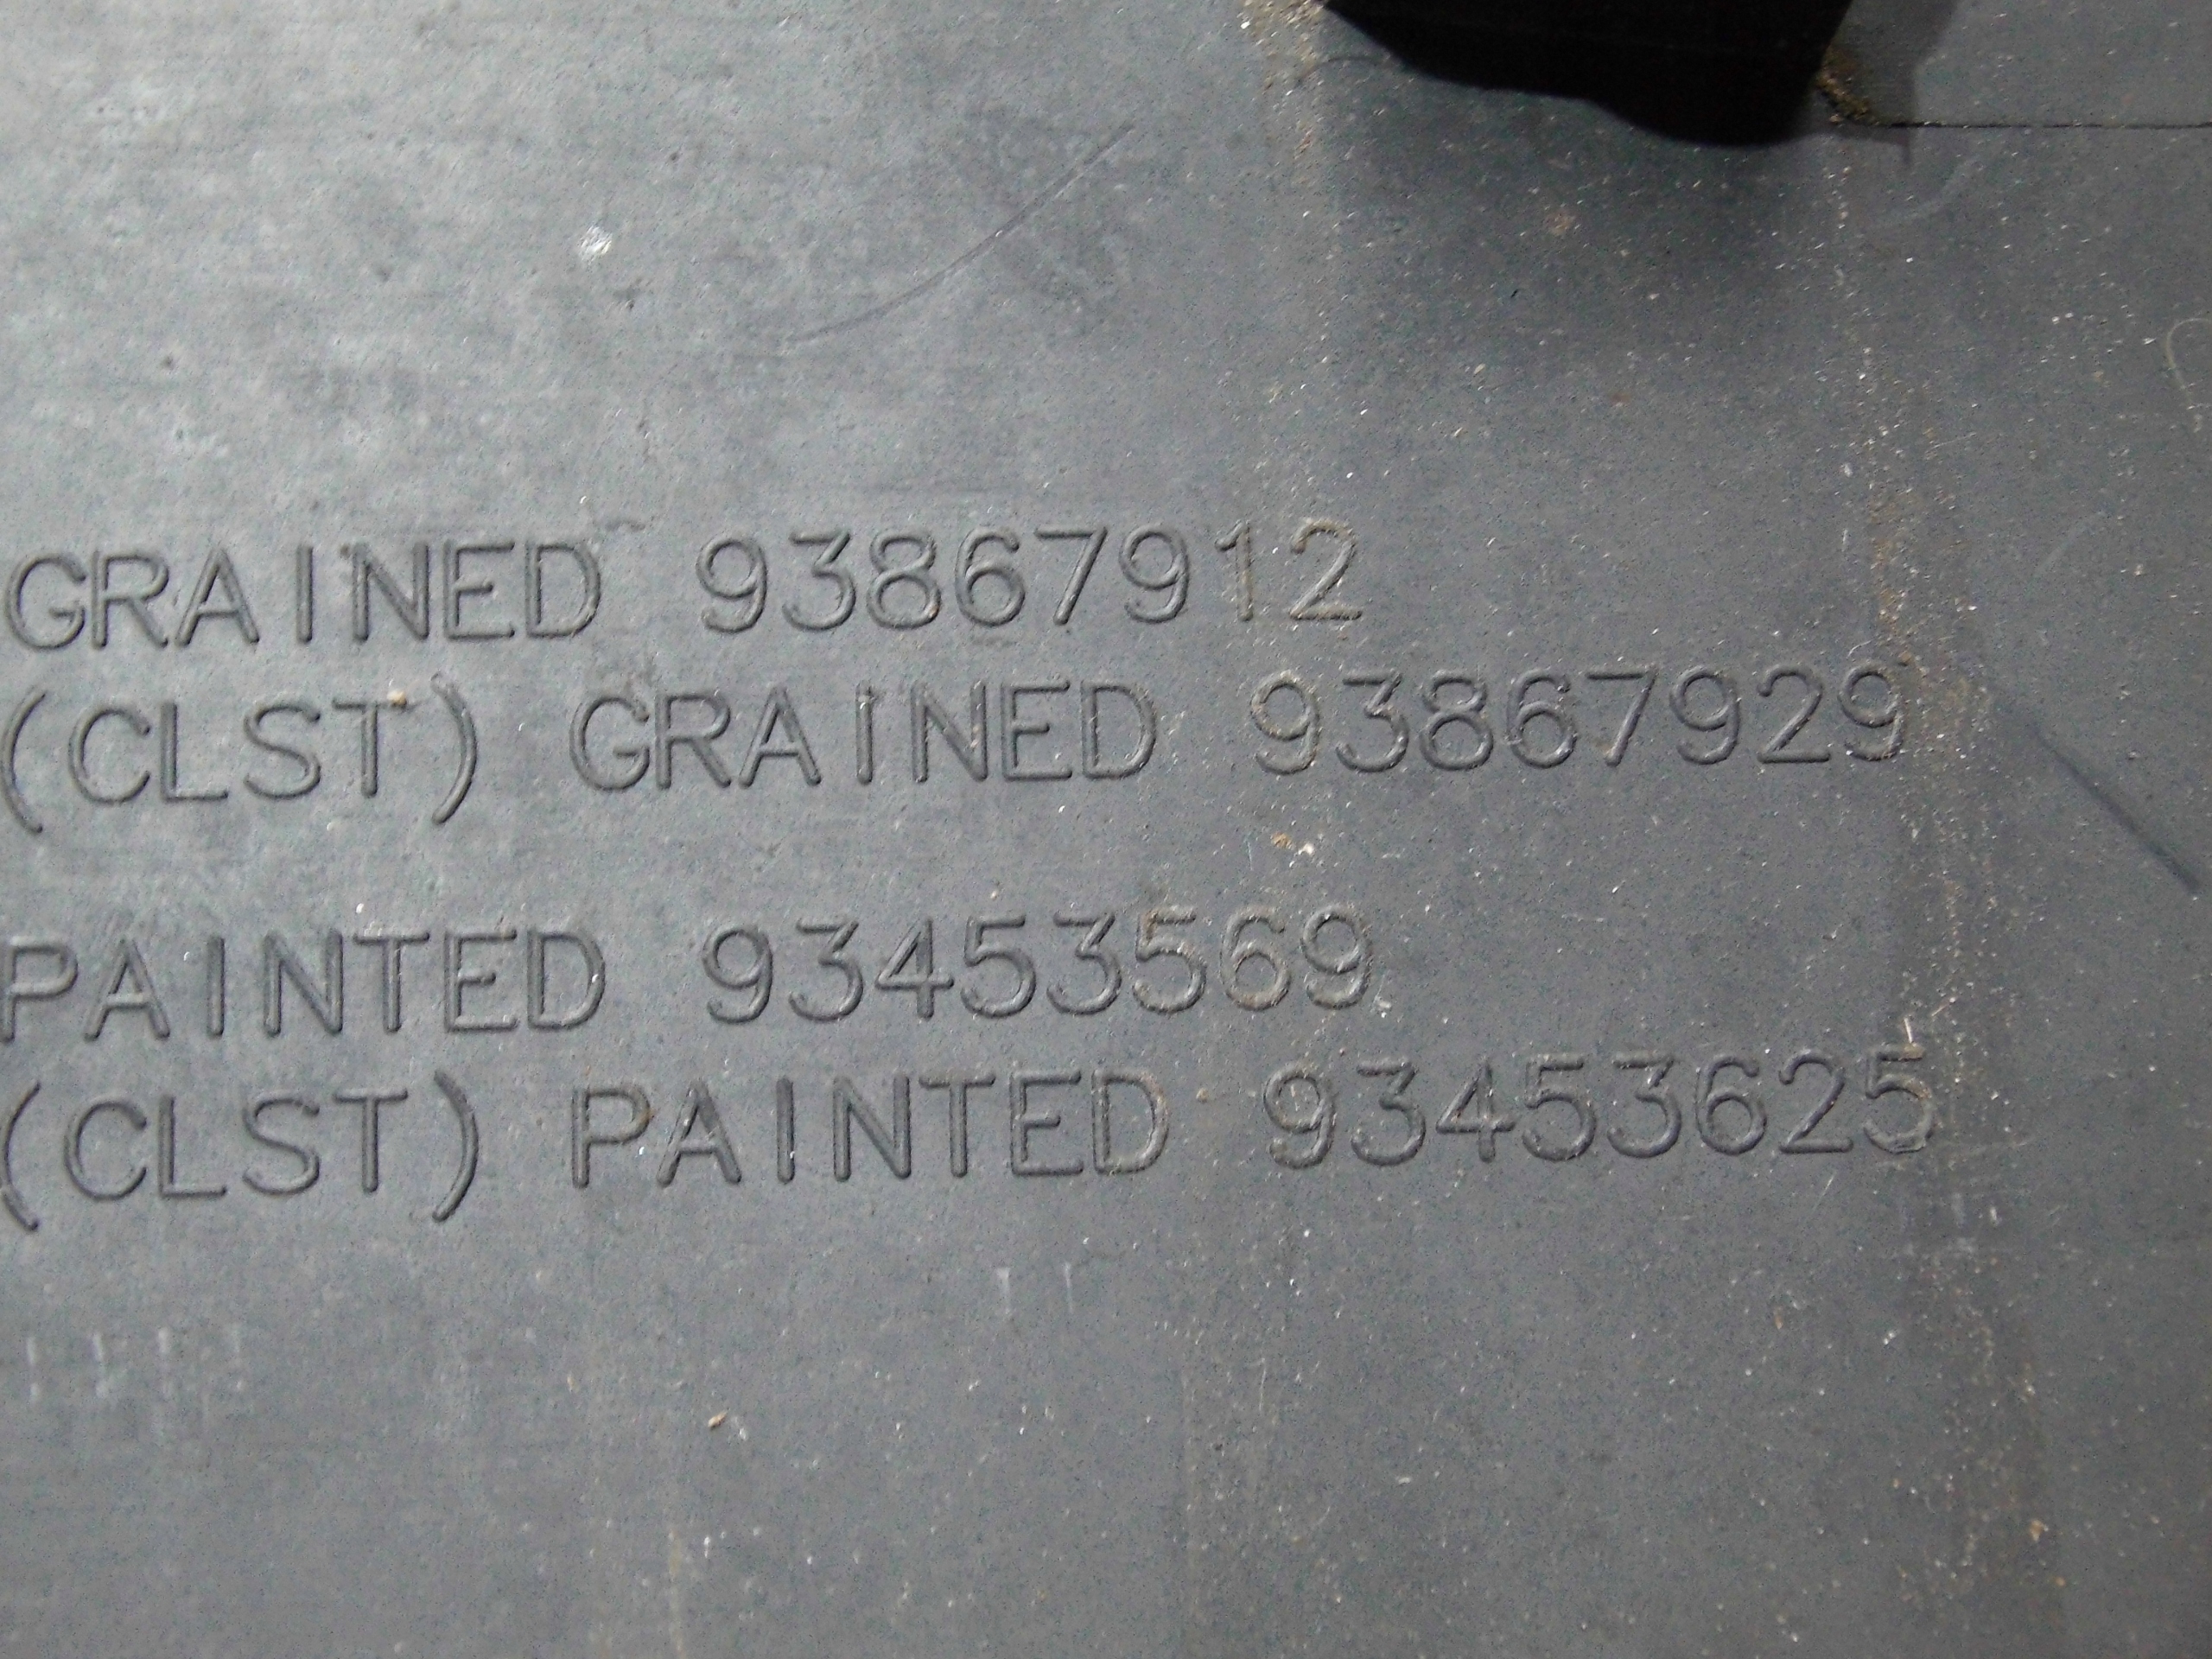 GRAINED 93867912
(CLST) GRAINED 93867929
PAINTED 93453569
(CLST) PAINTED 93453625